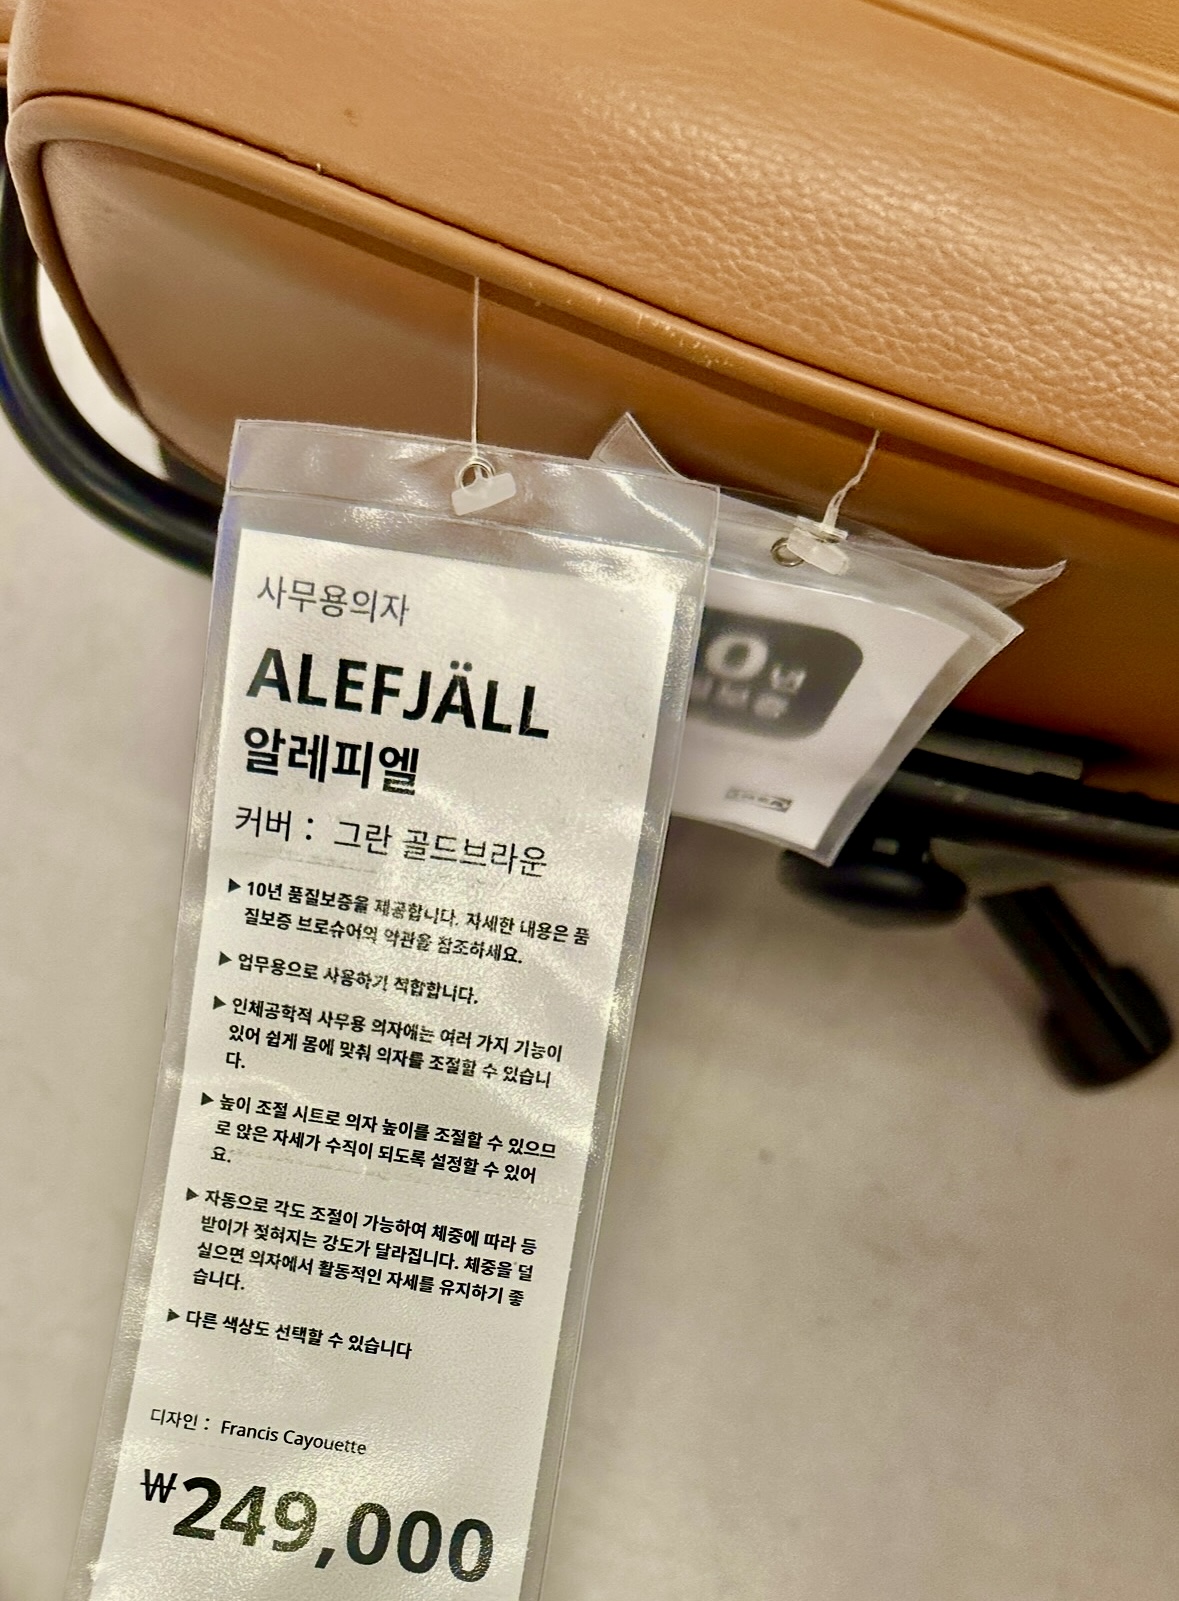 사무용의자
ALEFJÄLL
알레피엘
커버 : 그란 골드브라운
▶ 10년 품질보증을 제공합니다. 자세한 내용은 품
질보증 브로슈어의 약관을 참조하세요.
▶ 업무용으로 사용하기 적합합니다.
▶ 인체공학적 사무용 의자에는 여러 가지 기능이
있어 쉽게 몸에 맞춰 의자를 조절할 수 있습니
다.
▶ 높이 조절 시트로 의자 높이를 조절할 수 있으므
로 앉은 자세가 수직이 되도록 설정할 수 있어
요.
▶ 자동으로 각도 조절이 가능하여 체중에 따라 등
받이가 젖혀지는 강도가 달라집니다. 체중을 덜
실으면 의자에서 활동적인 자세를 유지하기 좋
습니다.
▶ 다른 색상도 선택할 수 있습니다
디자인 : Francis Cayouette
₩249,000
0년
IKEA